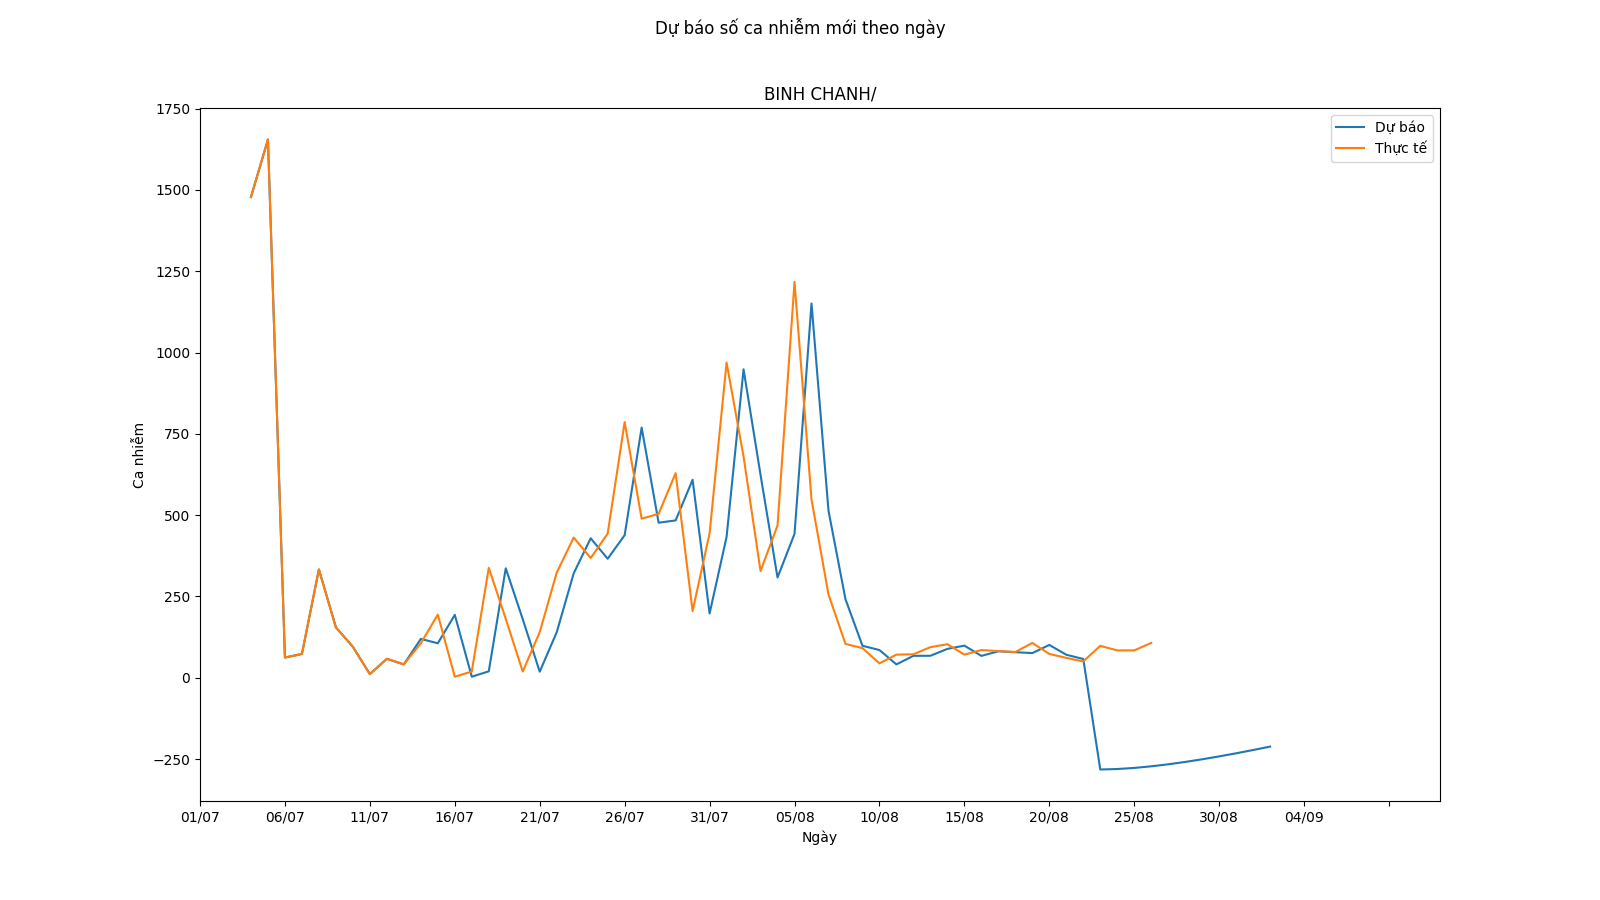 Dự báo số ca nhiễm mới theo ngày
BINH CHANH/
1750
1500
1250
1000
750
500
250
0
−250
Ca nhiễm
Dự báo
Thực tế
01/07 06/07 11/07 16/07 21/07 26/07 31/07 05/08 10/08 15/08 20/08 25/08 30/08 04/09
Ngày